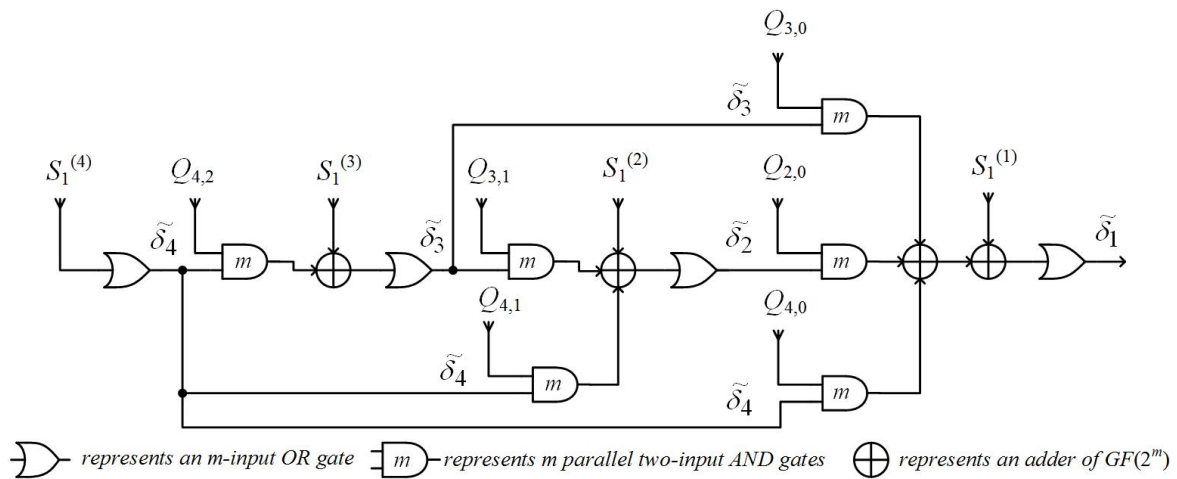 Q₃,₀
δ̃₃
m
S₁⁽⁴⁾
Q₄,₂
S₁⁽³⁾
Q₃,₁
S₁⁽²⁾
Q₂,₀
S₁⁽¹⁾
δ̃₄
m
δ̃₃
m
δ̃₂
m
δ̃₁
Q₄,₁
Q₄,₀
δ̃₄
m
δ̃₄
m
represents an m-input OR gate
m
represents m parallel two-input AND gates
represents an adder of GF(2ᵐ)